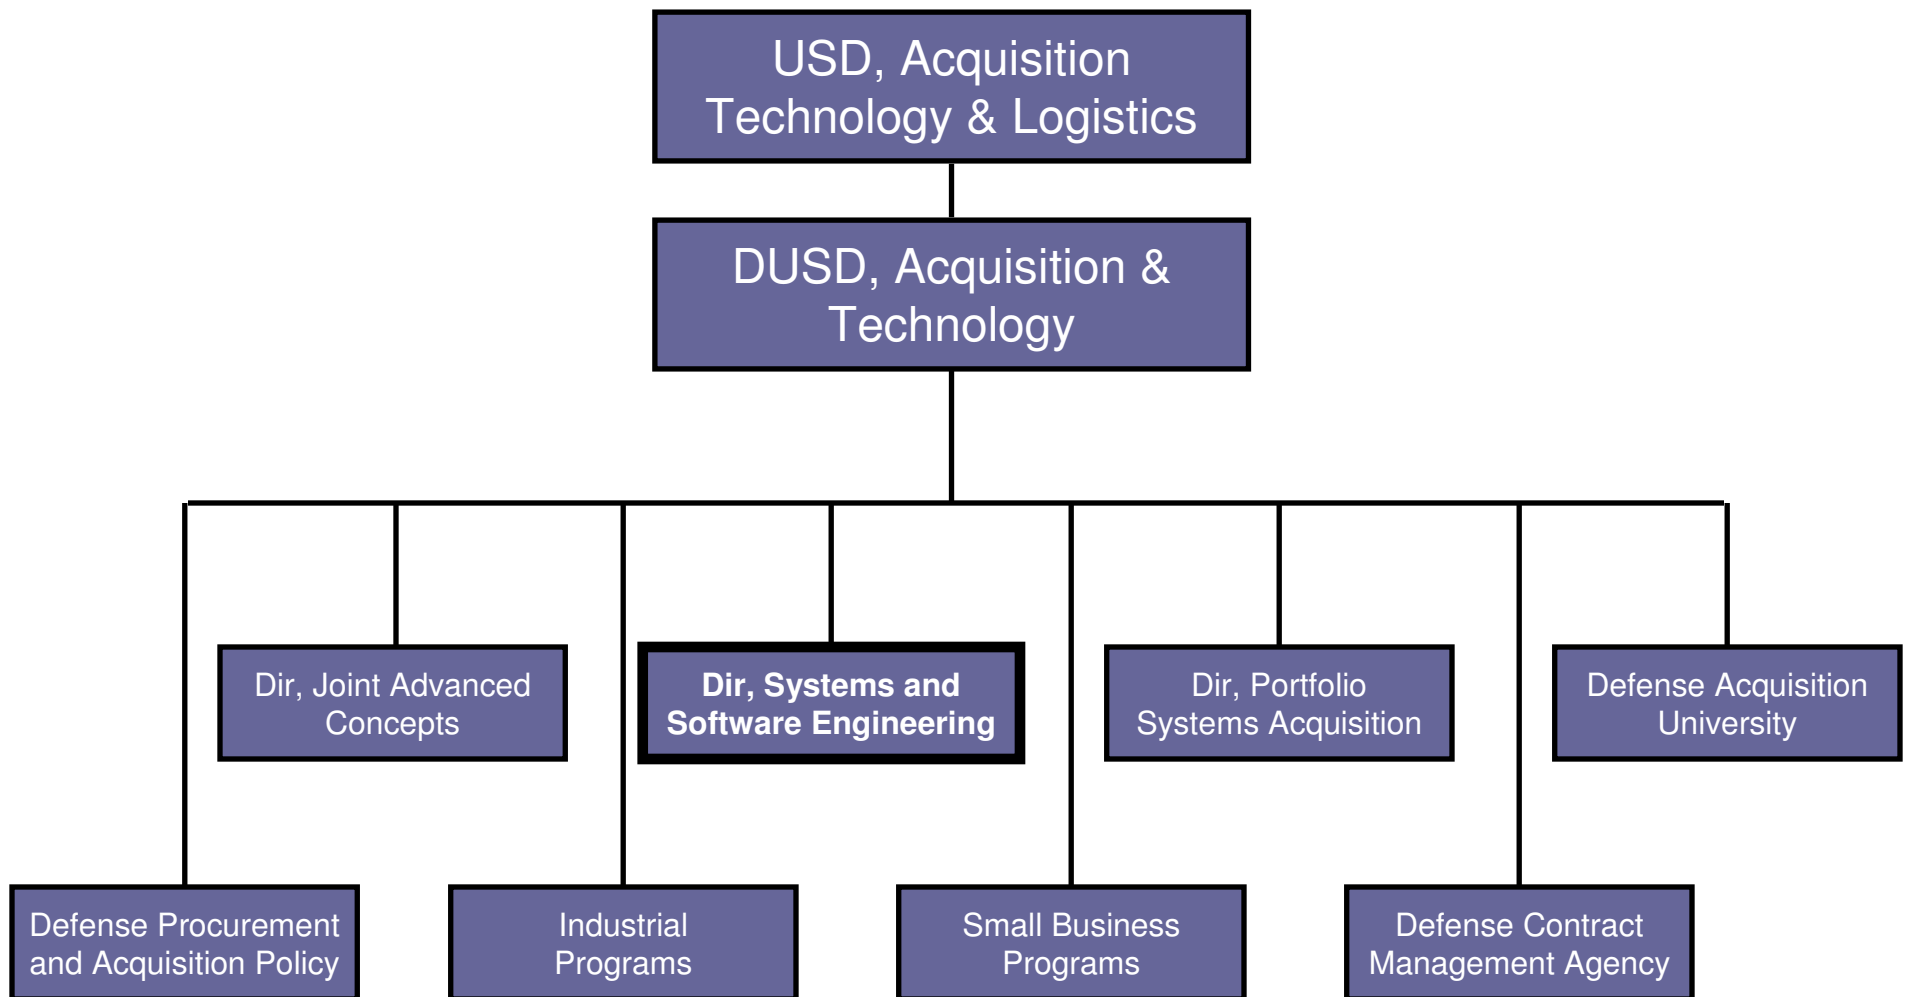 USD, Acquisition
Technology & Logistics
DUSD, Acquisition &
Technology
Dir, Joint Advanced
Concepts
Dir, Systems and
Software Engineering
Dir, Portfolio
Systems Acquisition
Defense Acquisition
University
Defense Procurement
and Acquisition Policy
Industrial
Programs
Small Business
Programs
Defense Contract
Management Agency